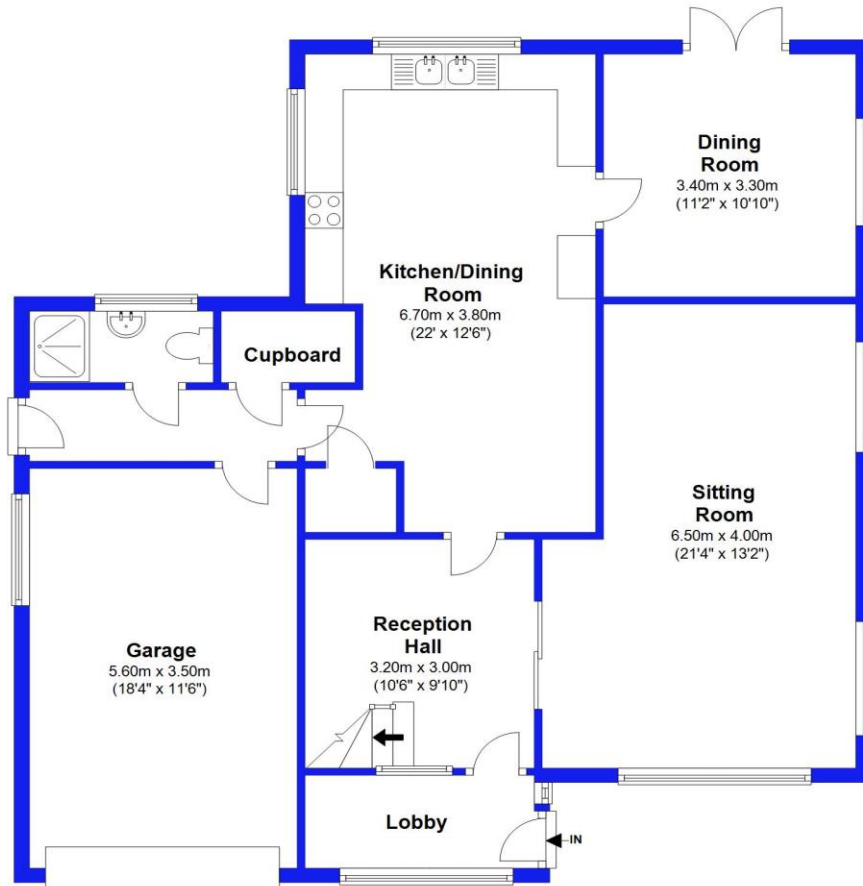 Dining
Room
3.40m x 3.30m
(11'2" x 10'10")
Kitchen/Dining
Room
6.70m x 3.80m
(22' x 12'6")
Cupboard
Sitting
Room
6.50m x 4.00m
(21'4" x 13'2")
Reception
Hall
3.20m x 3.00m
(10'6" x 9'10")
Garage
5.60m x 3.50m
(18'4" x 11'6")
Lobby
IN